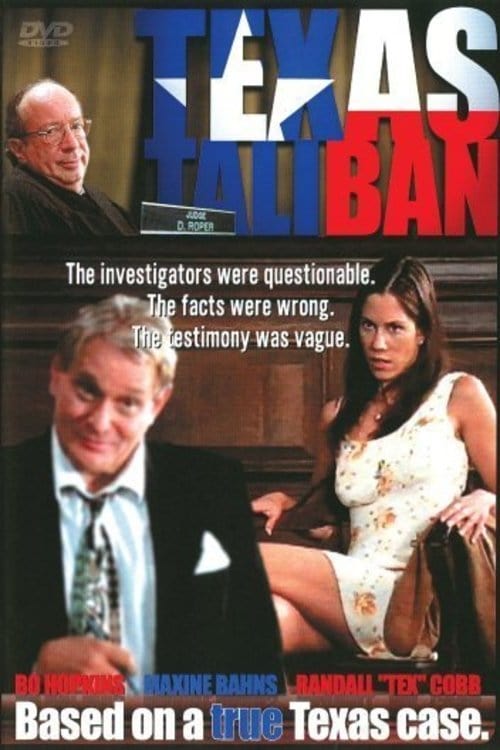 DVD
VIDEO
TEXAS
TALIBAN
JUDGE
D. ROPER
The investigators were questionable.
The facts were wrong.
The testimony was vague.
BO HOPKINS MAXINE BAHNS RANDALL "TEX" COBB
Based on a true Texas case.